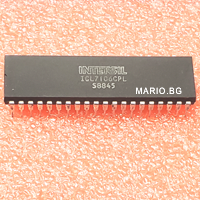 INTERSIL
ICL7106CPL
S8845
MARIO.BG